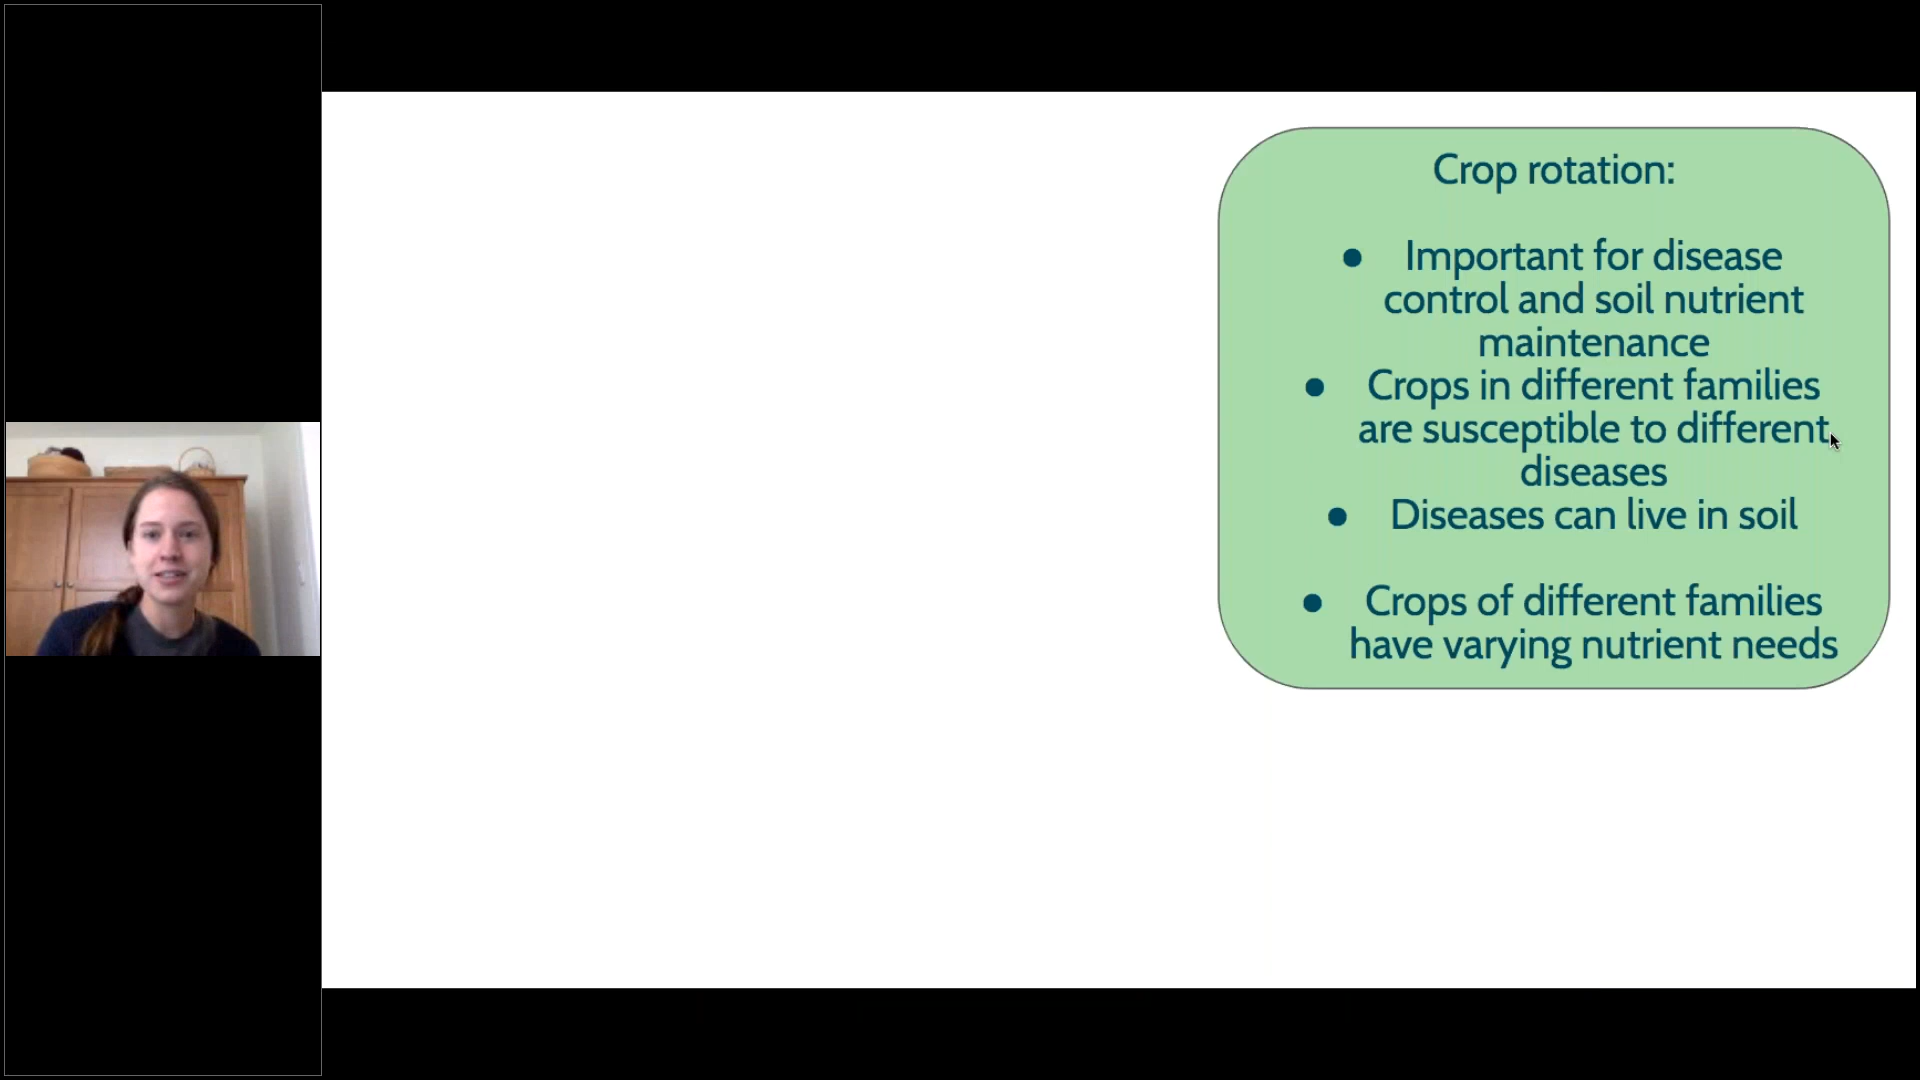 Crop rotation:
● Important for disease
control and soil nutrient
maintenance
● Crops in different families
are susceptible to different
diseases
● Diseases can live in soil
● Crops of different families
have varying nutrient needs